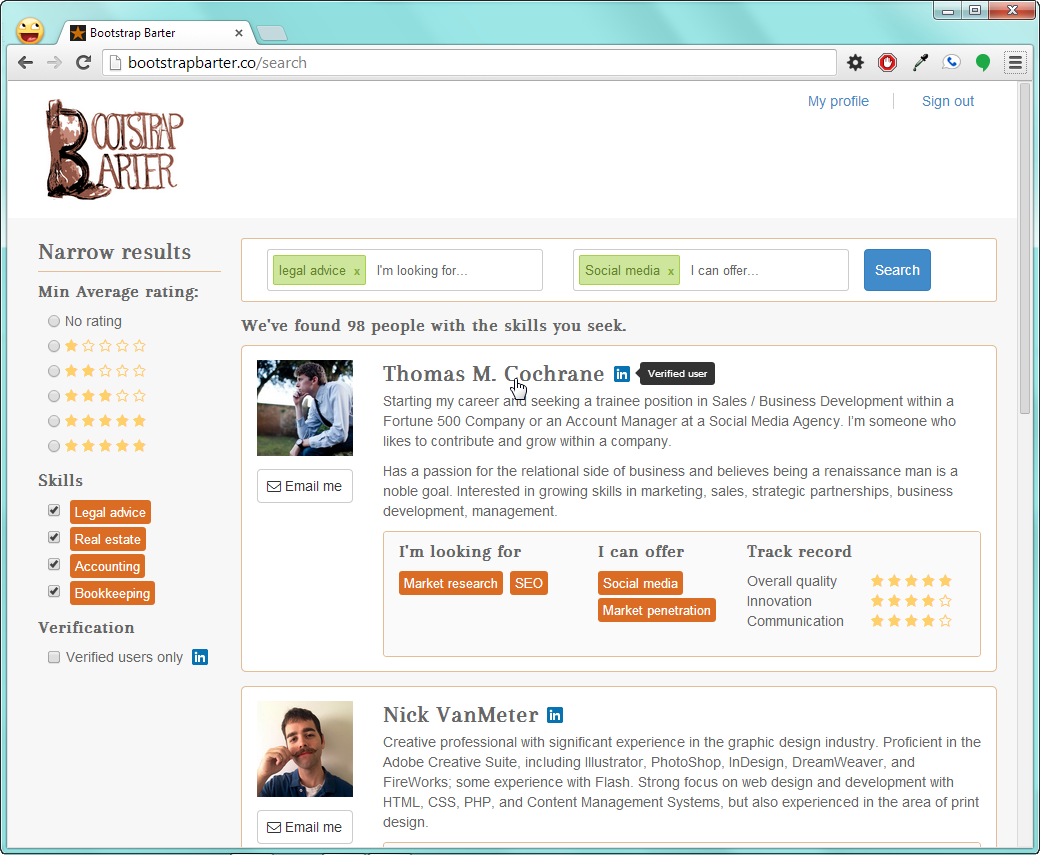 Bootstrap Barter
bootstrapbarter.co/search
My profile
Sign out
BOOTSTRAP
BARTER
Narrow results
Min Average rating:
No rating
Skills
Legal advice
Real estate
Accounting
Bookkeeping
Verification
Verified users only in
legal advice x I'm looking for...
Social media x I can offer...
Search
We've found 98 people with the skills you seek.
Thomas M. Cochrane in Verified user
Starting my career and seeking a trainee position in Sales / Business Development within a
Fortune 500 Company or an Account Manager at a Social Media Agency. I'm someone who
likes to contribute and grow within a company.
Has a passion for the relational side of business and believes being a renaissance man is a
noble goal. Interested in growing skills in marketing, sales, strategic partnerships, business
development, management.
Email me
I'm looking for
Market research SEO
I can offer
Social media
Market penetration
Track record
Overall quality
Innovation
Communication
Nick VanMeter in
Creative professional with significant experience in the graphic design industry. Proficient in the
Adobe Creative Suite, including Illustrator, PhotoShop, InDesign, DreamWeaver, and
FireWorks; some experience with Flash. Strong focus on web design and development with
HTML, CSS, PHP, and Content Management Systems, but also experienced in the area of print
design.
Email me